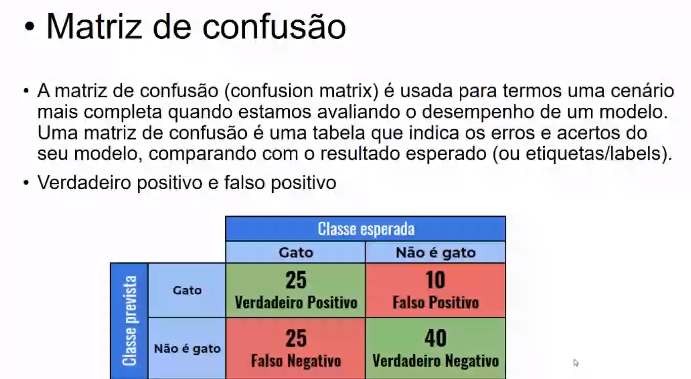 • Matriz de confusão
• A matriz de confusão (confusion matrix) é usada para termos uma cenário
mais completa quando estamos avaliando o desempenho de um modelo.
Uma matriz de confusão é uma tabela que indica os erros e acertos do
seu modelo, comparando com o resultado esperado (ou etiquetas/labels).
• Verdadeiro positivo e falso positivo
Classe esperada
Gato Não é gato
Classe prevista
Gato 25 10
Verdadeiro Positivo Falso Positivo
Não é gato 25 40
Falso Negativo Verdadeiro Negativo